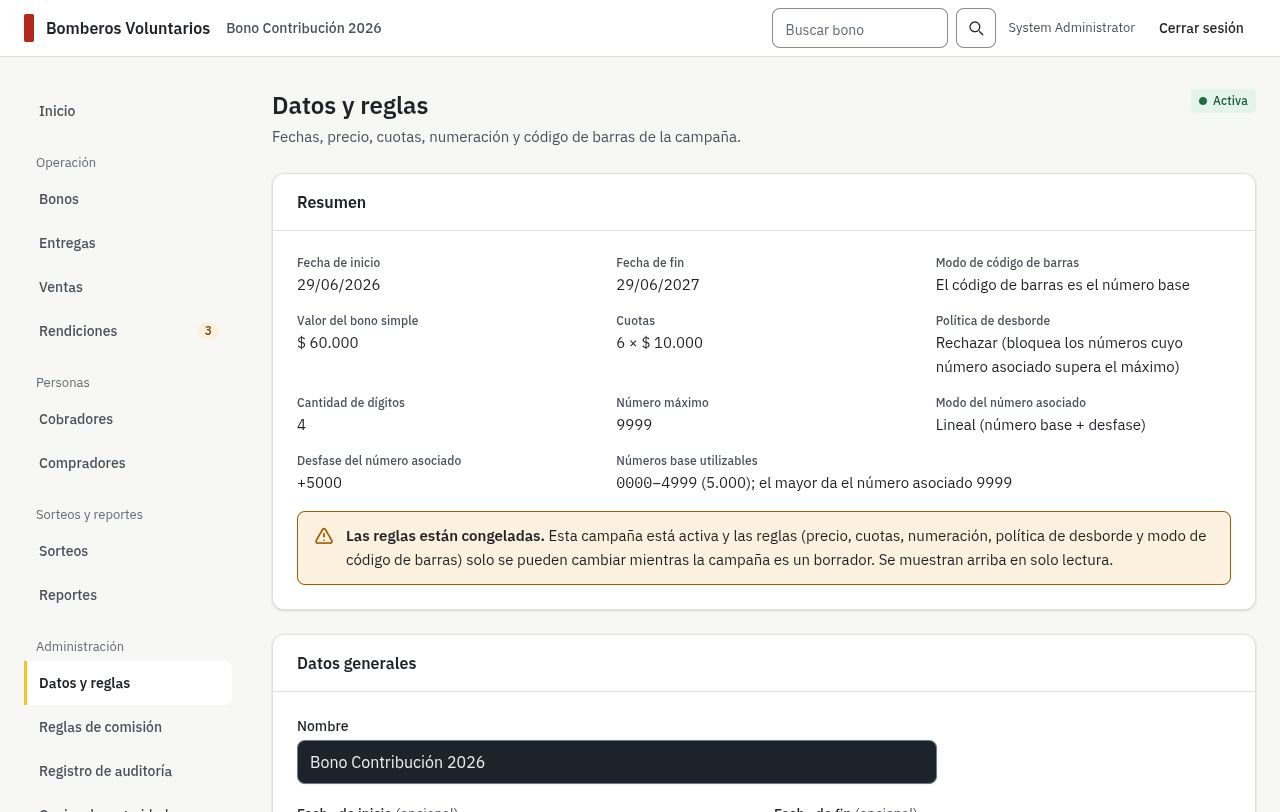 Bomberos Voluntarios
Bono Contribución 2026
Buscar bono
System Administrator
Cerrar sesión
Inicio
Operación
Bonos
Entregas
Ventas
Rendiciones 3
Personas
Cobradores
Compradores
Sorteos y reportes
Sorteos
Reportes
Administración
Datos y reglas
Reglas de comisión
Registro de auditoría
Datos y reglas
Activa
Fechas, precio, cuotas, numeración y código de barras de la campaña.
Resumen
Fecha de inicio
29/06/2026
Fecha de fin
29/06/2027
Modo de código de barras
El código de barras es el número base
Valor del bono simple
$ 60.000
Cuotas
6 × $ 10.000
Política de desborde
Rechazar (bloquea los números cuyo
número asociado supera el máximo)
Cantidad de dígitos
4
Número máximo
9999
Modo del número asociado
Lineal (número base + desfase)
Desfase del número asociado
+5000
Números base utilizables
0000–4999 (5.000); el mayor da el número asociado 9999
Las reglas están congeladas. Esta campaña está activa y las reglas (precio, cuotas, numeración, política de desborde y modo de
código de barras) solo se pueden cambiar mientras la campaña es un borrador. Se muestran arriba en solo lectura.
Datos generales
Nombre
Bono Contribución 2026
Fecha de inicio (opcional)
Fecha de fin (opcional)